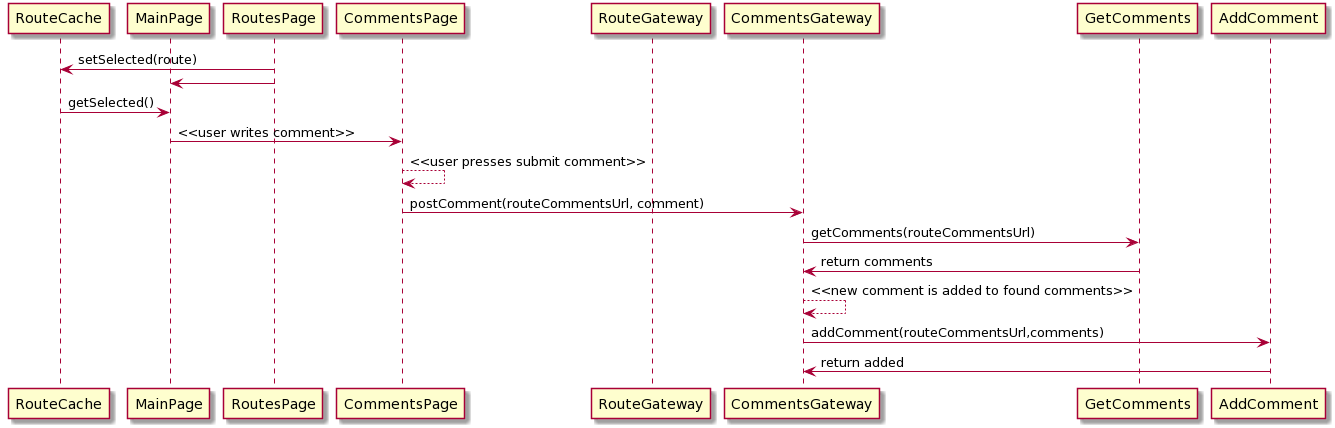 RouteCache MainPage RoutesPage CommentsPage RouteGateway CommentsGateway GetComments AddComment
setSelected(route)
getSelected()
<<user writes comment>>
<<user presses submit comment>>
postComment(routeCommentsUrl, comment)
getComments(routeCommentsUrl)
return comments
<<new comment is added to found comments>>
addComment(routeCommentsUrl,comments)
return added
RouteCache MainPage RoutesPage CommentsPage RouteGateway CommentsGateway GetComments AddComment